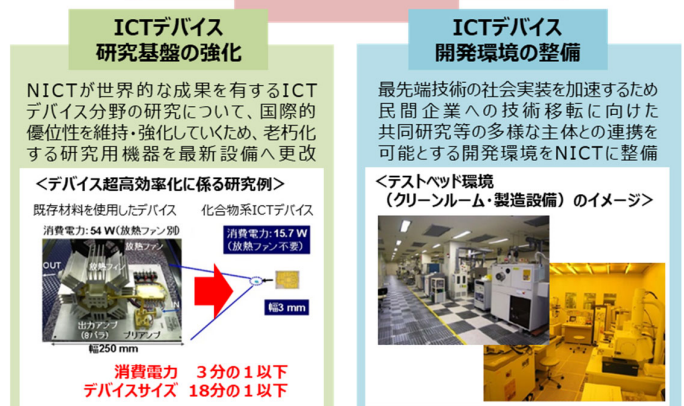 ICTデバイス
研究基盤の強化
NICTが世界的な成果を有するICT
デバイス分野の研究について、国際的
優位性を維持・強化していくため、老朽化
する研究用機器を最新設備へ更改
＜デバイス超高効率化に係る研究例＞
既存材料を使用したデバイス
化合物系ICTデバイス
消費電力：54 W（放熱ファン別）
消費電力：15.7 W
（放熱ファン不要）
放熱ファン
OUT
放熱ファン
IN
幅3 mm
出力アンプ
（8パラ）
プリアンプ
幅250 mm
消費電力　３分の１以下
デバイスサイズ　18分の１以下
ICTデバイス
開発環境の整備
最先端技術の社会実装を加速するため
民間企業への技術移転に向けた
共同研究等の多様な主体との連携を
可能とする開発環境をNICTに整備
＜テストベッド環境
（クリーンルーム・製造設備）のイメージ＞